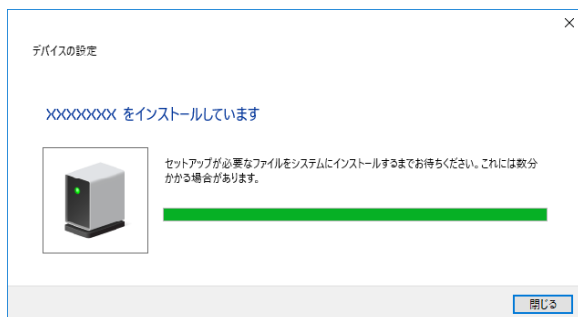 デバイスの設定
XXXXXXX をインストールしています
セットアップが必要なファイルをシステムにインストールするまでお待ちください。これには数分
かかる場合があります。
閉じる